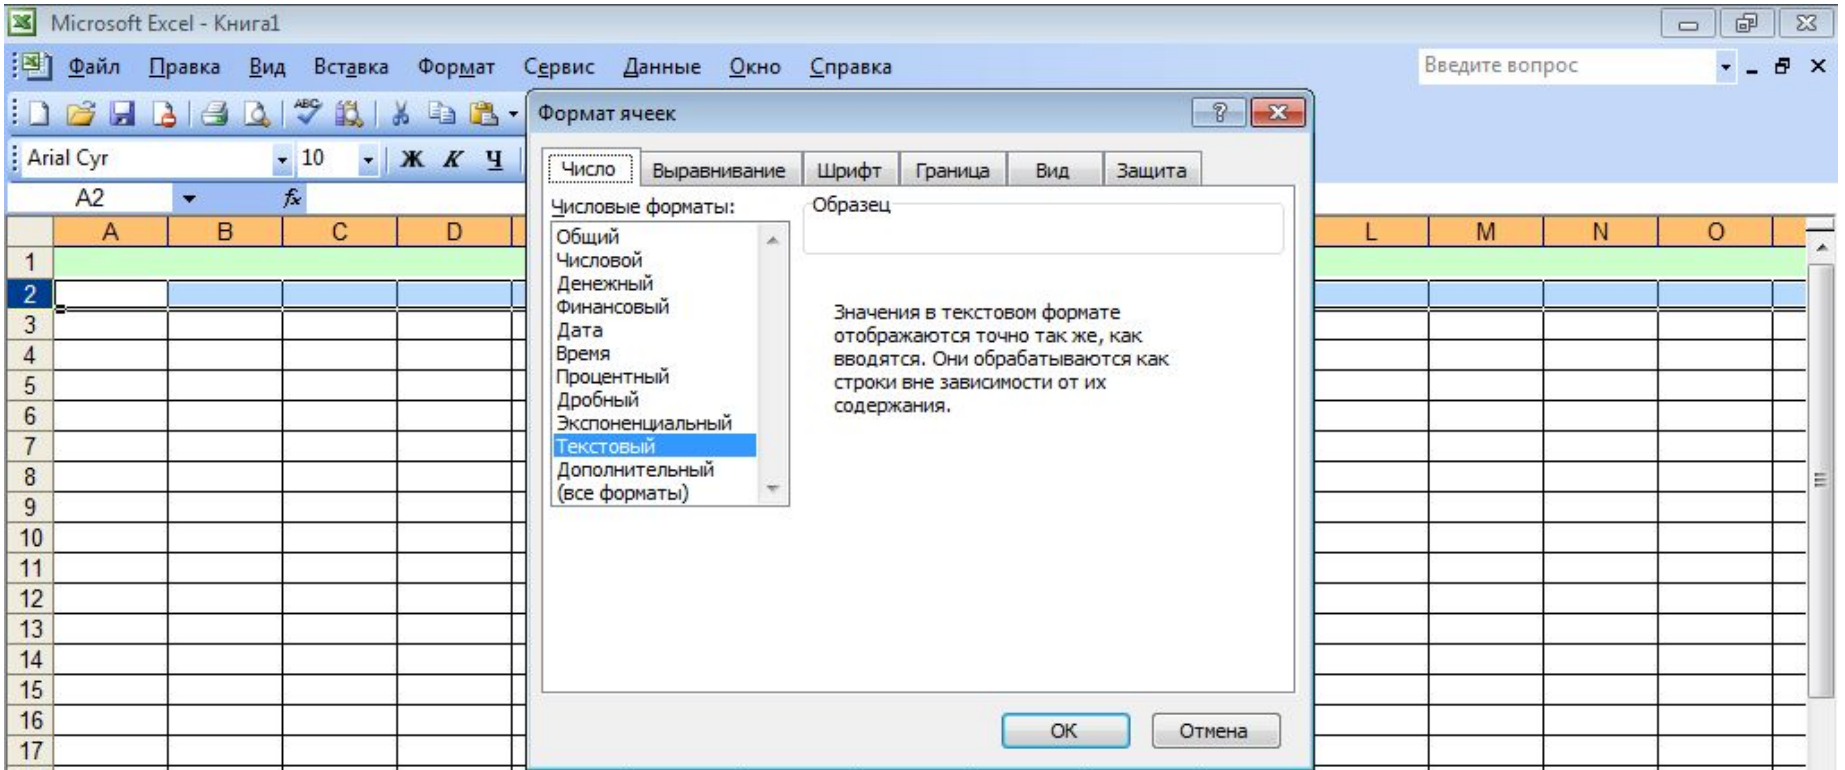 Microsoft Excel - Книга1
Файл Правка Вид Вставка Формат Сервис Данные Окно Справка Введите вопрос
ABC
Arial Cyr 10 Ж К Ч
A2 fx
Формат ячеек
Число Выравнивание Шрифт Граница Вид Защита
Числовые форматы:
Общий
Числовой
Денежный
Финансовый
Дата
Время
Процентный
Дробный
Экспоненциальный
Текстовый
Дополнительный
(все форматы)
Образец
Значения в текстовом формате
отображаются точно так же, как
вводятся. Они обрабатываются как
строки вне зависимости от их
содержания.
OK Отмена
A B C D L M N O
1
2
3
4
5
6
7
8
9
10
11
12
13
14
15
16
17